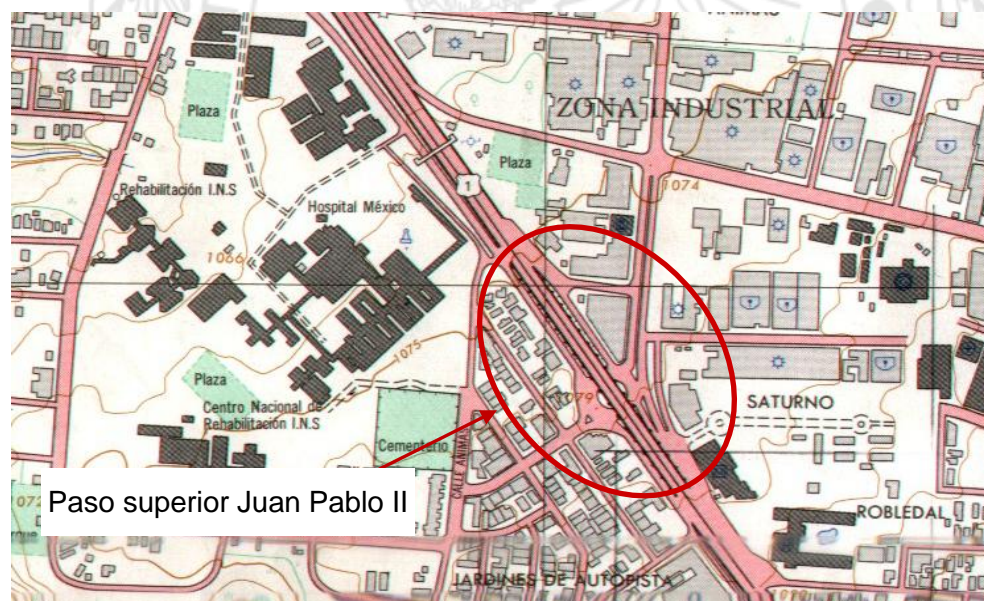 ZONA INDUSTRIAL
Plaza
Plaza
1074
1
Rehabilitación I.N.S
Hospital México
1066
1075
Plaza
1079
SATURNO
Centro Nacional de
Rehabilitación I.N.S
Cementerio
CALLE ANIMAS
Paso superior Juan Pablo II
1072
ROBLEDAL
JARDINES DE AUTOPISTA